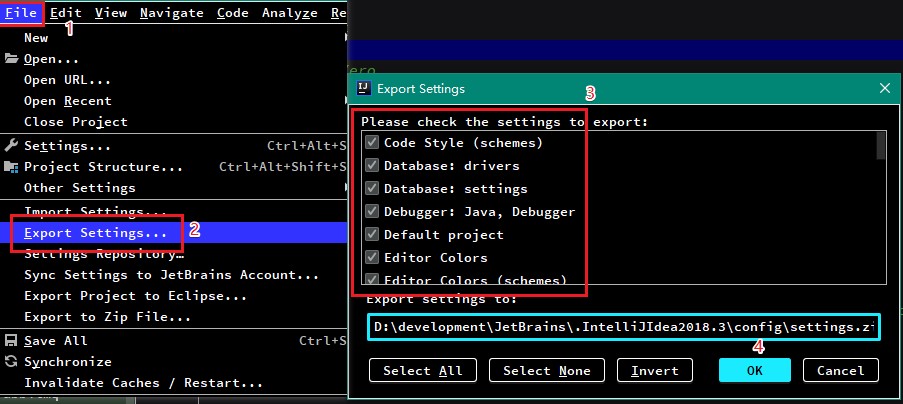 File Edit View Navigate Code Analyze Re
1
New
Open...
Open URL...
Open Recent
Close Project
Settings... Ctrl+Alt+S
Project Structure... Ctrl+Alt+Shift+S
Other Settings
Import Settings...
Export Settings... 2
Settings Repository…
Sync Settings to JetBrains Account...
Export Project to Eclipse...
Export to Zip File...
Save All Ctrl+S
Synchronize
Invalidate Caches / Restart...
Export Settings
3
Please check the settings to export:
Code Style (schemes)
Database: drivers
Database: settings
Debugger: Java, Debugger
Default project
Editor Colors
Editor Colors (schemes)
Export settings to:
D:\development\JetBrains\.IntelliJIdea2018.3\config\settings.z
4
Select All Select None Invert OK Cancel